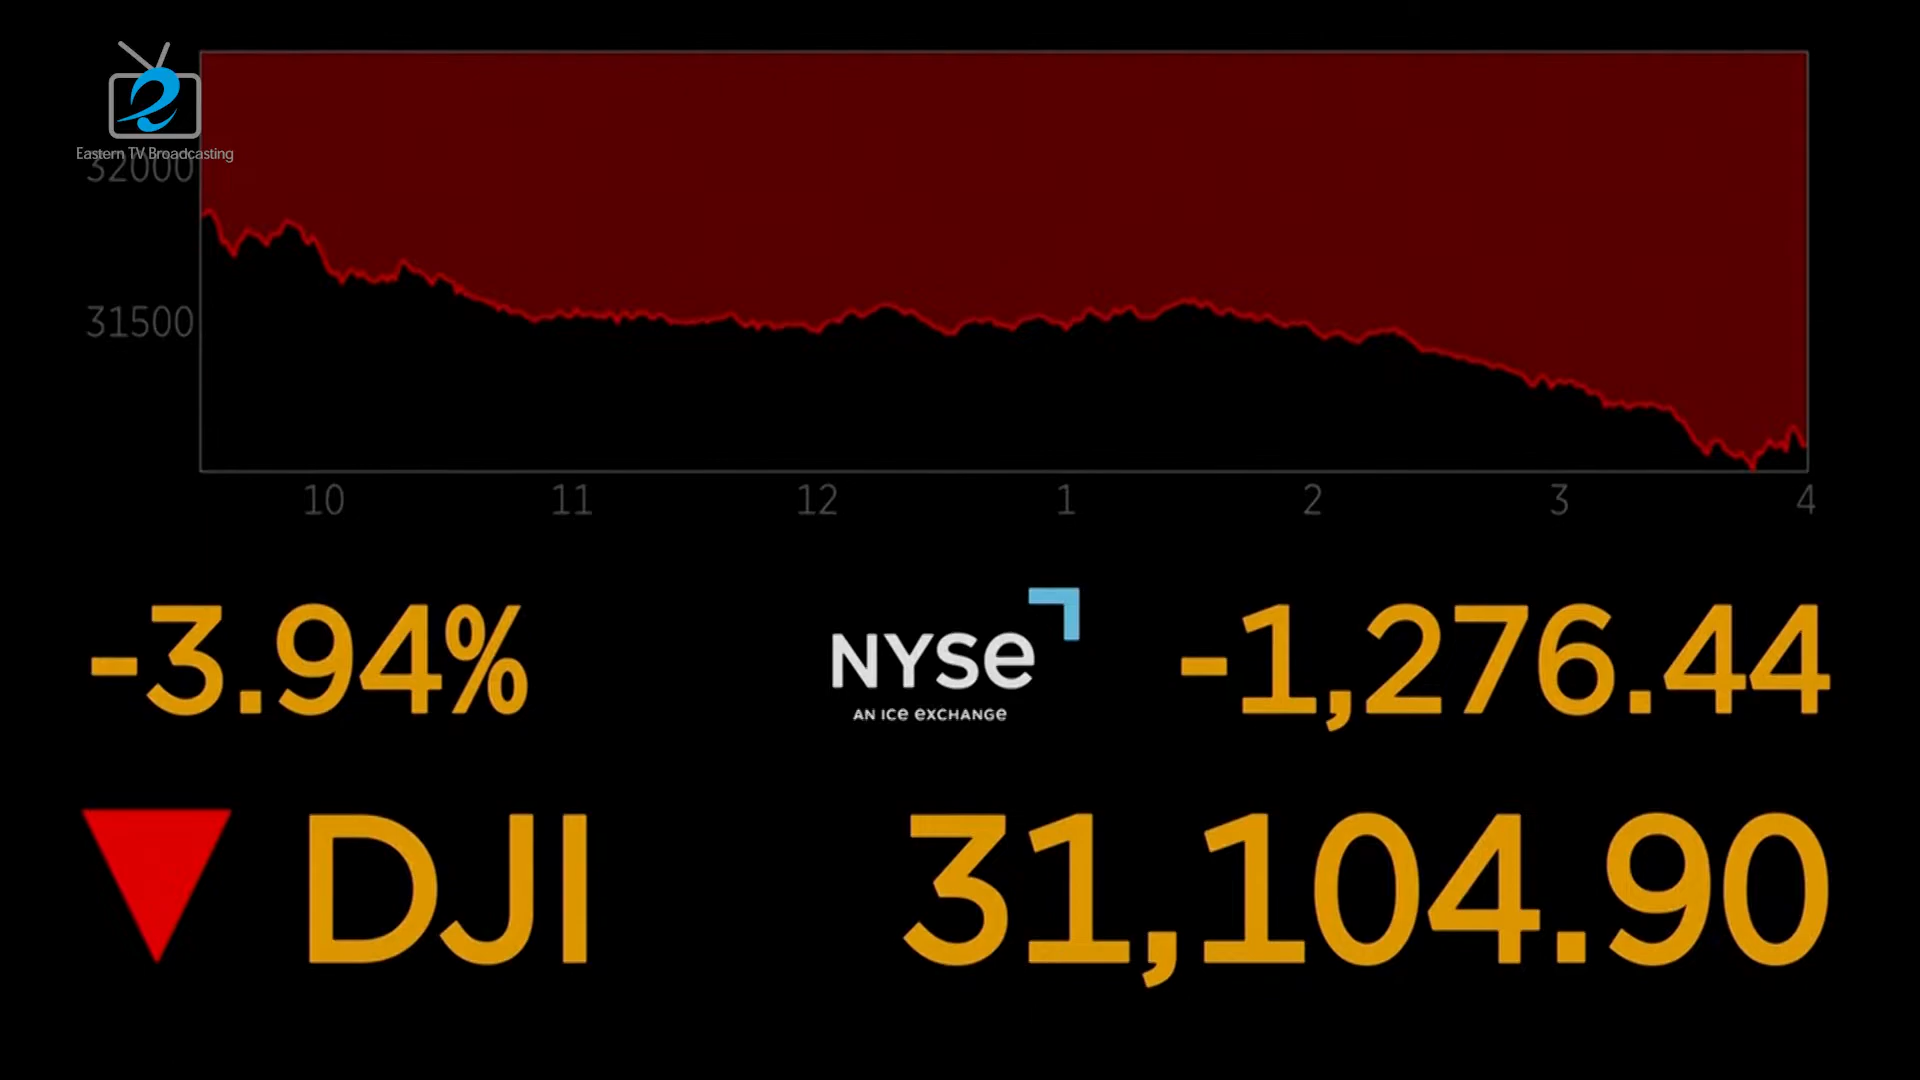 Eastern TV Broadcasting
32000
31500
10 11 12 1 2 3 4
-3.94% NYSE -1,276.44
AN ICE EXCHANGE
DJI 31,104.90